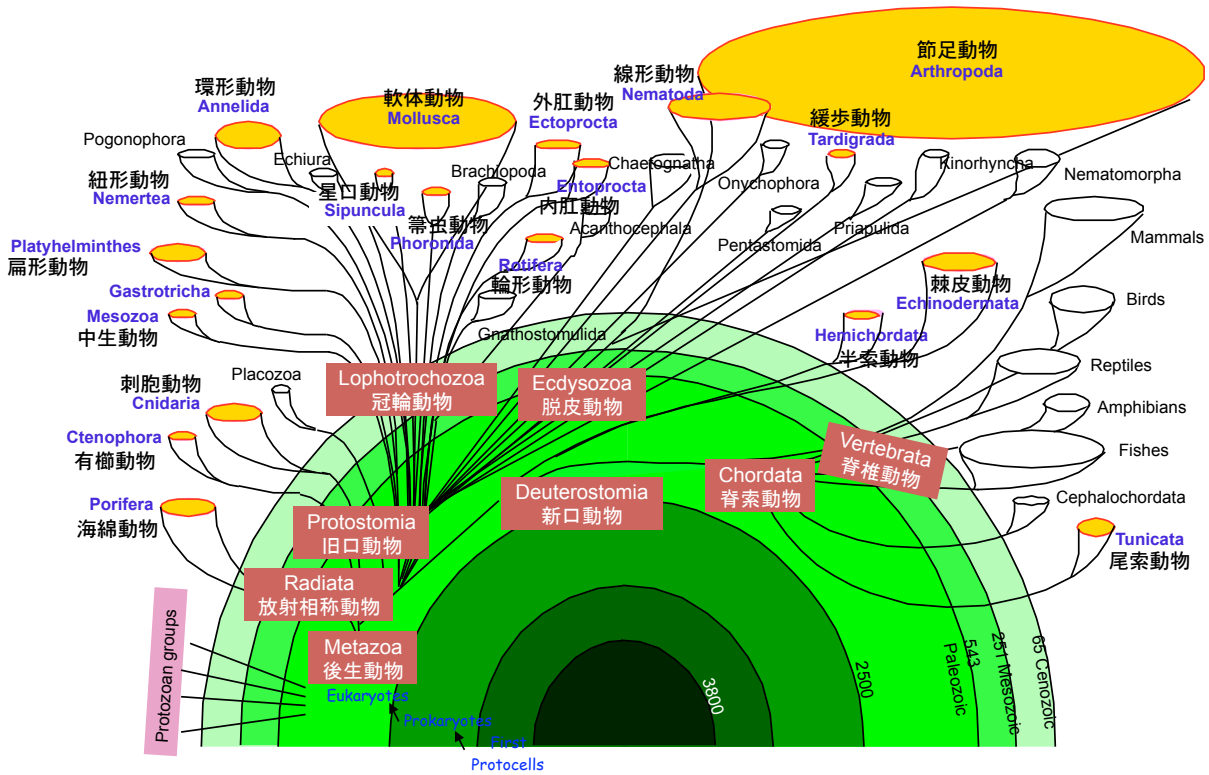 節足動物
Arthropoda
線形動物
Nematoda
環形動物
Annelida
軟体動物
Mollusca
外肛動物
Ectoprocta
緩歩動物
Tardigrada
Pogonophora
Echiura
星口動物
Sipuncula
Brachiopoda
箒虫動物
Phoronida
Entoprocta
内肛動物
Chaetognatha
Acanthocephala
Onychophora
Pentastomida
Priapulida
Kinorhyncha
Nematomorpha
紐形動物
Nemertea
Platyhelminthes
扁形動物
Rotifera
輪形動物
Gnathostomulida
Gastrotricha
Mesozoa
中生動物
Mammals
棘皮動物
Echinodermata
Birds
Hemichordata
半索動物
Reptiles
Amphibians
Fishes
Cephalochordata
Tunicata
尾索動物
刺胞動物
Cnidaria
Placozoa
Ctenophora
有櫛動物
Porifera
海綿動物
Lophotrochozoa
冠輪動物
Ecdysozoa
脱皮動物
Vertebrata
脊椎動物
Chordata
脊索動物
Deuterostomia
新口動物
Protostomia
旧口動物
Radiata
放射相称動物
Metazoa
後生動物
Protozoan groups
Eukaryotes
Prokaryotes
First
Protocells
3800
2500
543
Paleozoic
251 Mesozoic
65 Cenozoic